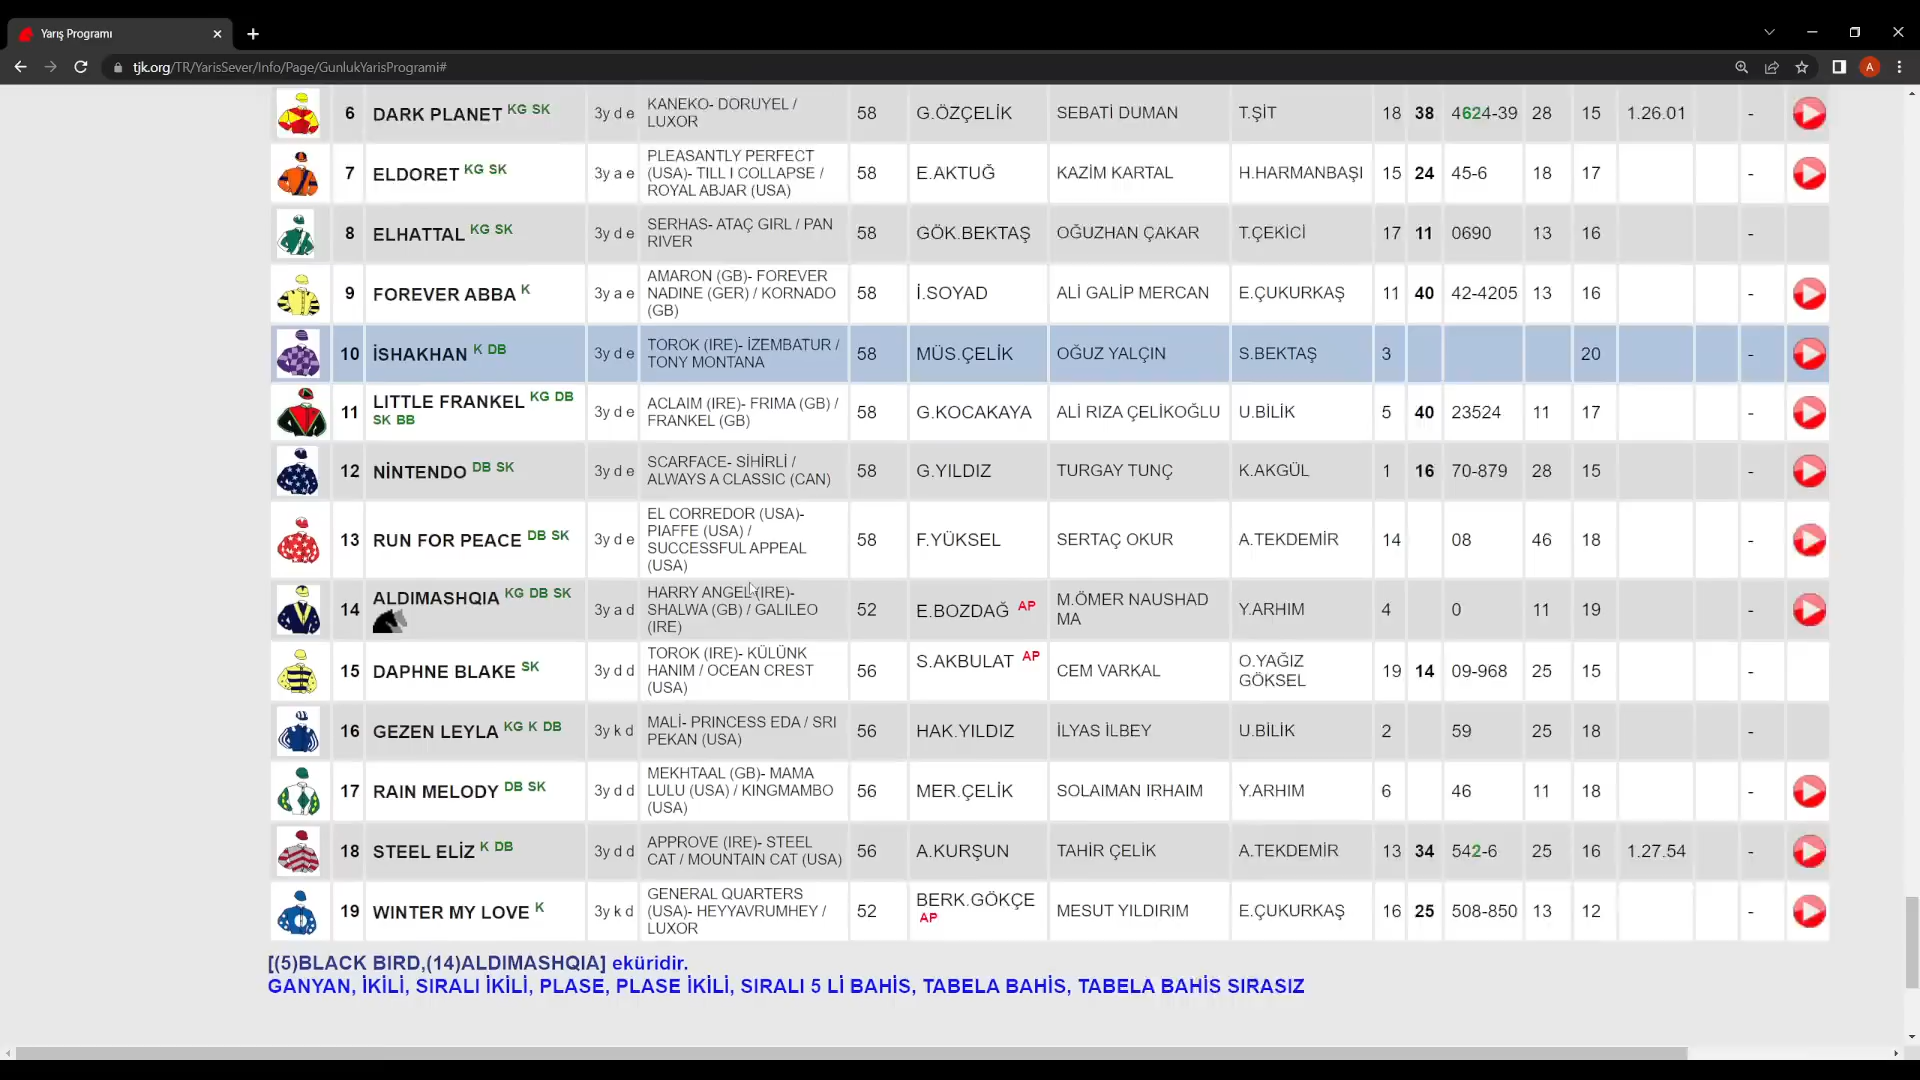 Yarış Programı
tjk.org/TR/YarisSever/Info/Page/GunlukYarisProgrami#
A
6 DARK PLANET KG SK 3y d e KANEKO- DORUYEL / LUXOR 58 G.ÖZÇELİK SEBATİ DUMAN T.ŞİT 18 38 4624-39 28 15 1.26.01 -
7 ELDORET KG SK 3y a e PLEASANTLY PERFECT (USA)- TILL I COLLAPSE / ROYAL ABJAR (USA) 58 E.AKTUĞ KAZİM KARTAL H.HARMANBAŞI 15 24 45-6 18 17 -
8 ELHATTAL KG SK 3y d e SERHAS- ATAÇ GIRL / PAN RIVER 58 GÖK.BEKTAŞ OĞUZHAN ÇAKAR T.ÇEKİCİ 17 11 0690 13 16 -
9 FOREVER ABBA K 3y a e AMARON (GB)- FOREVER NADINE (GER) / KORNADO (GB) 58 İ.SOYAD ALİ GALİP MERCAN E.ÇUKURKAŞ 11 40 42-4205 13 16 -
10 İSHAKHAN K DB 3y d e TOROK (IRE)- İZEMBATUR / TONY MONTANA 58 MÜS.ÇELİK OĞUZ YALÇIN S.BEKTAŞ 3 20 -
11 LITTLE FRANKEL KG DB SK BB 3y d e ACLAIM (IRE)- FRIMA (GB) / FRANKEL (GB) 58 G.KOCAKAYA ALİ RIZA ÇELİKOĞLU U.BİLİK 5 40 23524 11 17 -
12 NİNTENDO DB SK 3y d e SCARFACE- SİHİRLİ / ALWAYS A CLASSIC (CAN) 58 G.YILDIZ TURGAY TUNÇ K.AKGÜL 1 16 70-879 28 15 -
13 RUN FOR PEACE DB SK 3y d e EL CORREDOR (USA)- PIAFFE (USA) / SUCCESSFUL APPEAL (USA) 58 F.YÜKSEL SERTAÇ OKUR A.TEKDEMİR 14 08 46 18 -
14 ALDIMASHQIA KG DB SK 3y a d HARRY ANGEL (IRE)- SHALWA (GB) / GALILEO (IRE) 52 E.BOZDAĞ AP M.ÖMER NAUSHAD MA Y.ARHIM 4 0 11 19 -
15 DAPHNE BLAKE SK 3y d d TOROK (IRE)- KÜLÜNK HANIM / OCEAN CREST (USA) 56 S.AKBULAT AP CEM VARKAL O.YAĞIZ GÖKSEL 19 14 09-968 25 15 -
16 GEZEN LEYLA KG K DB 3y k d MALİ- PRINCESS EDA / SRI PEKAN (USA) 56 HAK.YILDIZ İLYAS İLBEY U.BİLİK 2 59 25 18 -
17 RAIN MELODY DB SK 3y d d MEKHTAAL (GB)- MAMA LULU (USA) / KINGMAMBO (USA) 56 MER.ÇELİK SOLAIMAN IRHAIM Y.ARHIM 6 46 11 18 -
18 STEEL ELİZ K DB 3y d d APPROVE (IRE)- STEEL CAT / MOUNTAIN CAT (USA) 56 A.KURŞUN TAHİR ÇELİK A.TEKDEMİR 13 34 542-6 25 16 1.27.54 -
19 WINTER MY LOVE K 3y k d GENERAL QUARTERS (USA)- HEYYAVRUMHEY / LUXOR 52 BERK.GÖKÇE AP MESUT YILDIRIM E.ÇUKURKAŞ 16 25 508-850 13 12 -
[(5)BLACK BIRD,(14)ALDIMASHQIA] eküridir.
GANYAN, İKİLİ, SIRALI İKİLİ, PLASE, PLASE İKİLİ, SIRALI 5 Lİ BAHİS, TABELA BAHİS, TABELA BAHİS SIRASIZ